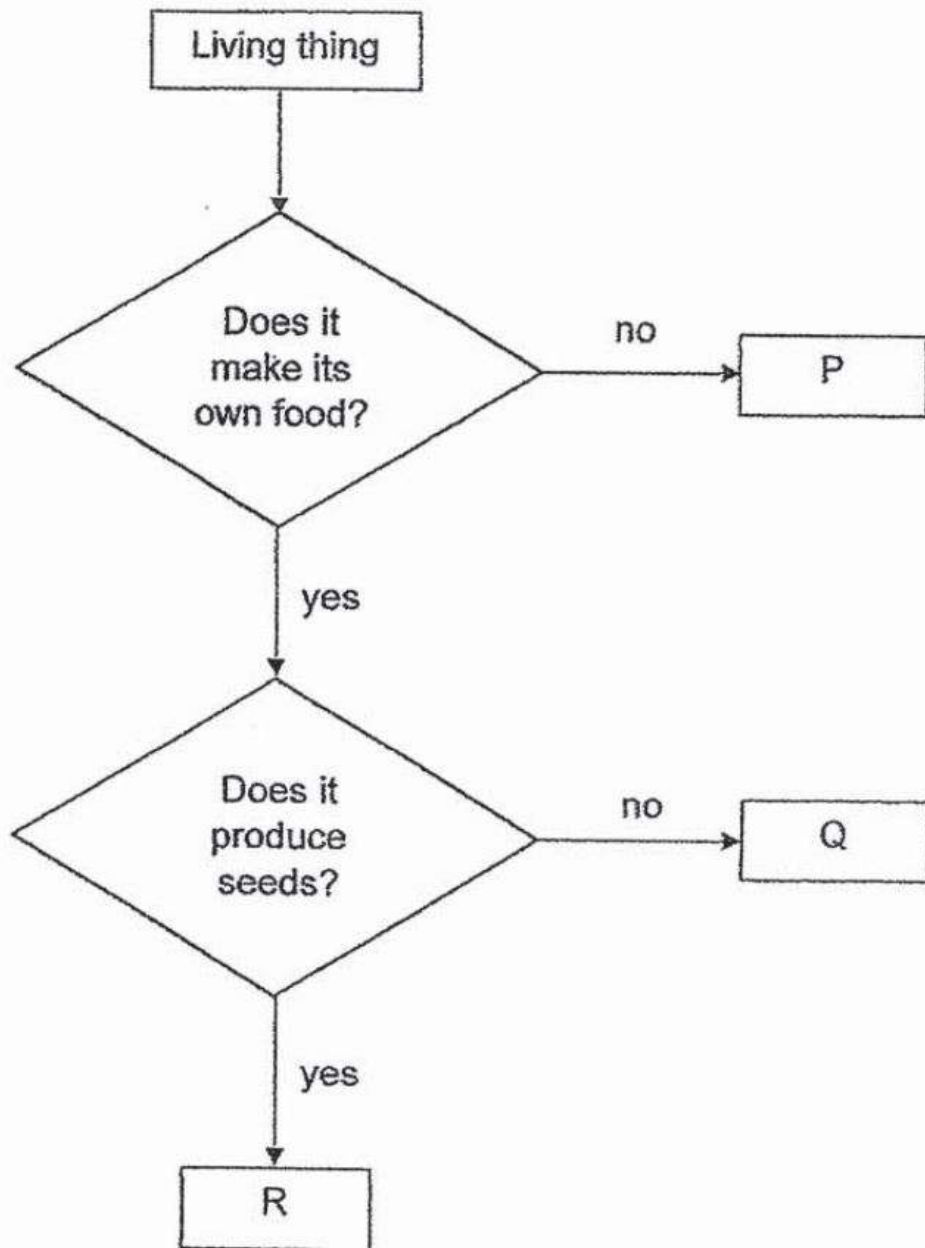 Living thing
Does it
make its
own food?
no
P
yes
Does it
produce
seeds?
no
Q
yes
R